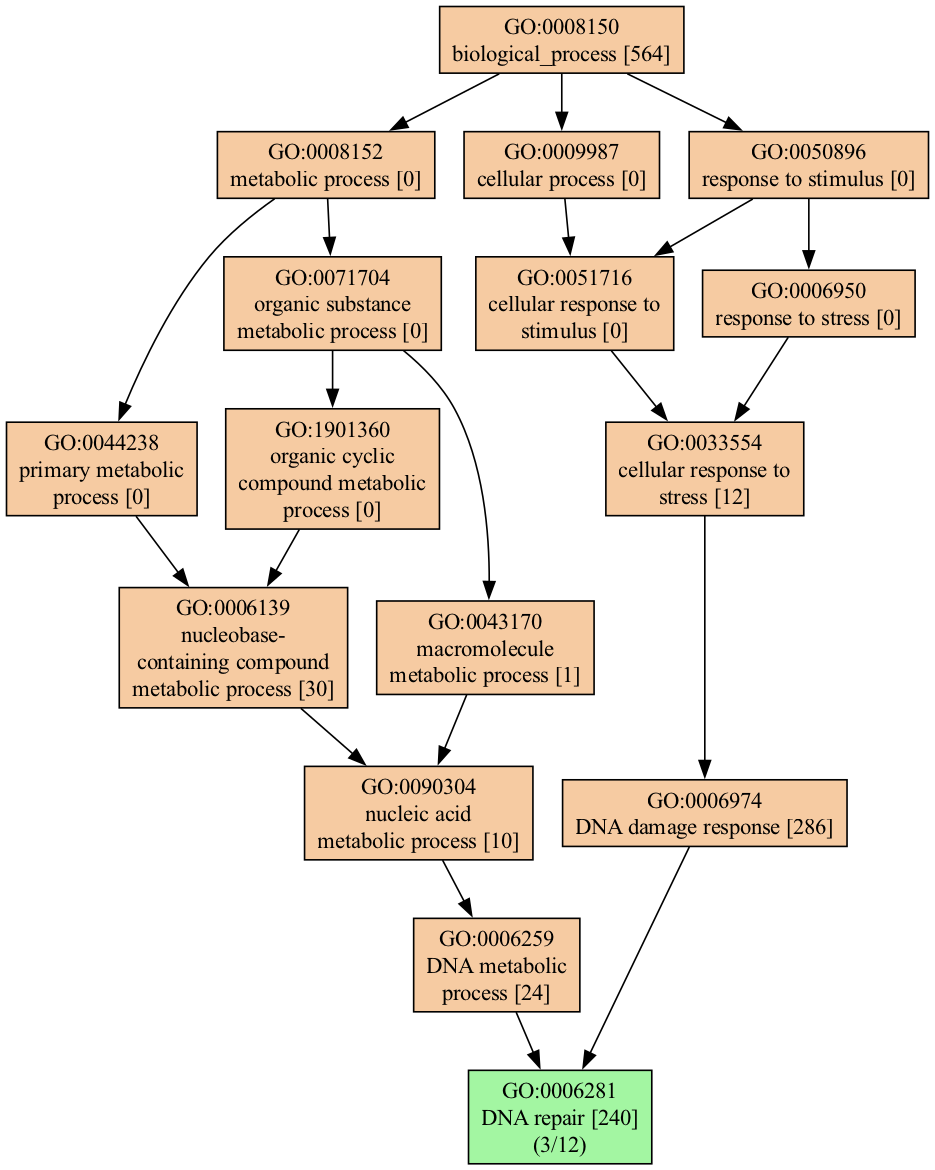 GO:0008150
biological_process [564]
GO:0008152
metabolic process [0]
GO:0009987
cellular process [0]
GO:0050896
response to stimulus [0]
GO:0071704
organic substance
metabolic process [0]
GO:0051716
cellular response to
stimulus [0]
GO:0006950
response to stress [0]
GO:0044238
primary metabolic
process [0]
GO:1901360
organic cyclic
compound metabolic
process [0]
GO:0033554
cellular response to
stress [12]
GO:0006139
nucleobase-
containing compound
metabolic process [30]
GO:0043170
macromolecule
metabolic process [1]
GO:0090304
nucleic acid
metabolic process [10]
GO:0006974
DNA damage response [286]
GO:0006259
DNA metabolic
process [24]
GO:0006281
DNA repair [240]
(3/12)